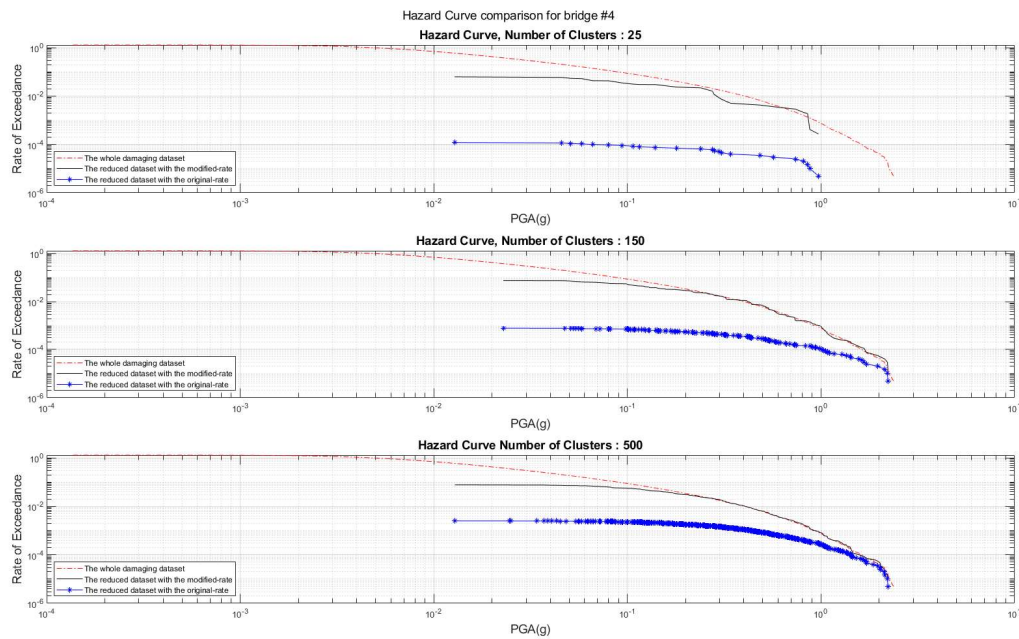 Hazard Curve comparison for bridge #4
Hazard Curve, Number of Clusters : 25
Rate of Exceedance
10^0
10^-2
10^-4
10^-6
The whole damaging dataset
The reduced dataset with the modified-rate
The reduced dataset with the original-rate
10^-4 10^-3 10^-2 10^-1 10^0 10^1
PGA(g)
Hazard Curve, Number of Clusters : 150
Rate of Exceedance
10^0
10^-2
10^-4
10^-6
The whole damaging dataset
The reduced dataset with the modified-rate
The reduced dataset with the original-rate
10^-4 10^-3 10^-2 10^-1 10^0 10^1
PGA(g)
Hazard Curve Number of Clusters : 500
Rate of Exceedance
10^0
10^-2
10^-4
10^-6
The whole damaging dataset
The reduced dataset with the modified-rate
The reduced dataset with the original-rate
10^-4 10^-3 10^-2 10^-1 10^0 10^1
PGA(g)